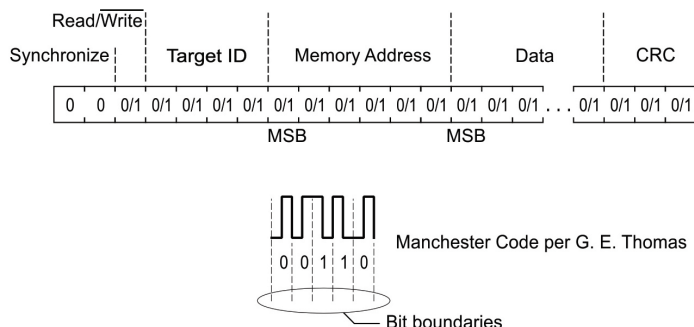 Read/Write
Synchronize Target ID Memory Address Data CRC
0 0 0/1 0/1 0/1 0/1 0/1 0/1 0/1 0/1 0/1 0/1 0/1 0/1 0/1 0/1 ... 0/1 0/1 0/1 0/1
MSB MSB
Manchester Code per G. E. Thomas
0 0 1 1 0
Bit boundaries